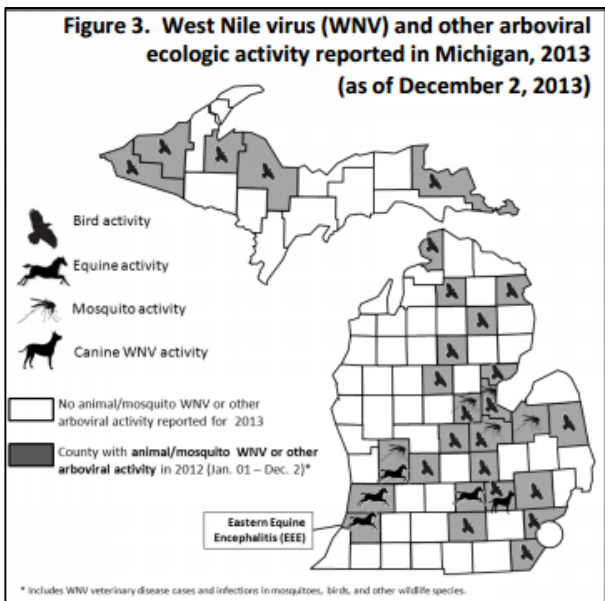 Figure 3.  West Nile virus (WNV) and other arboviral
ecologic activity reported in Michigan, 2013
(as of December 2, 2013)
Bird activity
Equine activity
Mosquito activity
Canine WNV activity
No animal/mosquito WNV or other
arboviral activity reported for 2013
County with animal/mosquito WNV or other
arboviral activity in 2012 (Jan. 01 – Dec. 2)*
Eastern Equine
Encephalitis (EEE)
* Includes WNV veterinary disease cases and infections in mosquitoes, birds, and other wildlife species.